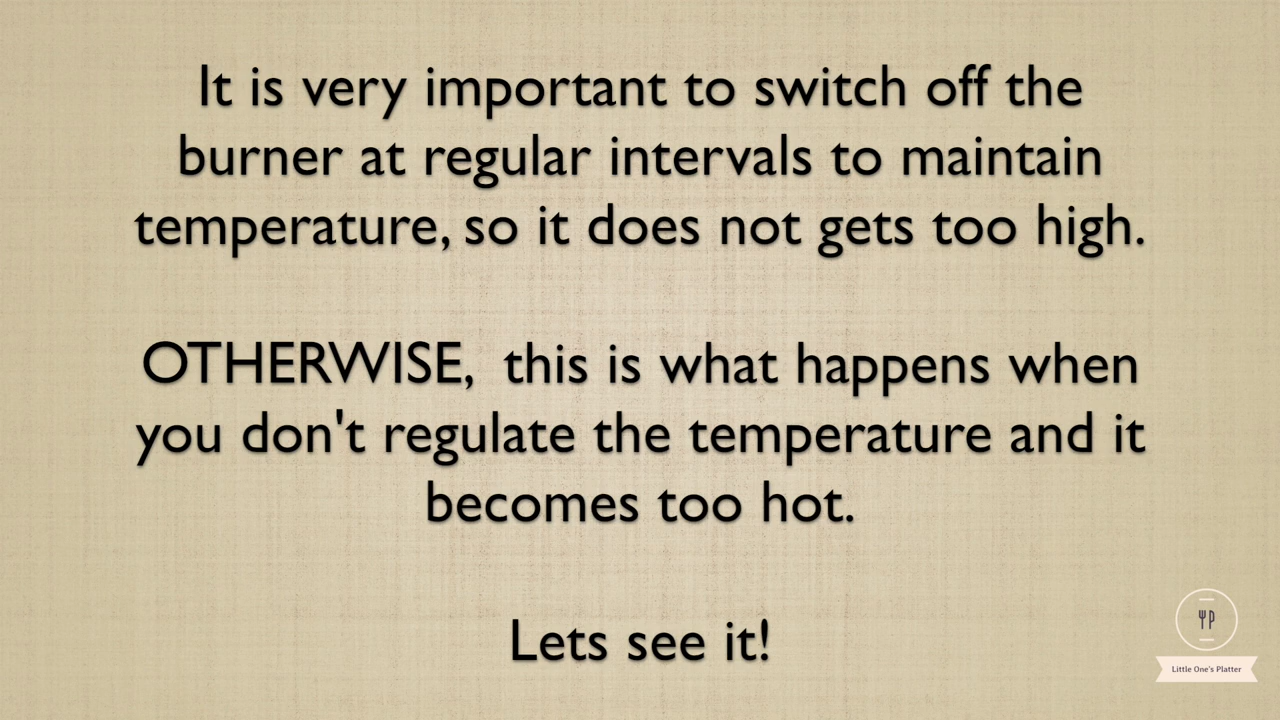 It is very important to switch off the
burner at regular intervals to maintain
temperature, so it does not gets too high.
OTHERWISE,  this is what happens when
you don't regulate the temperature and it
becomes too hot.
Lets see it!
Little One's Platter